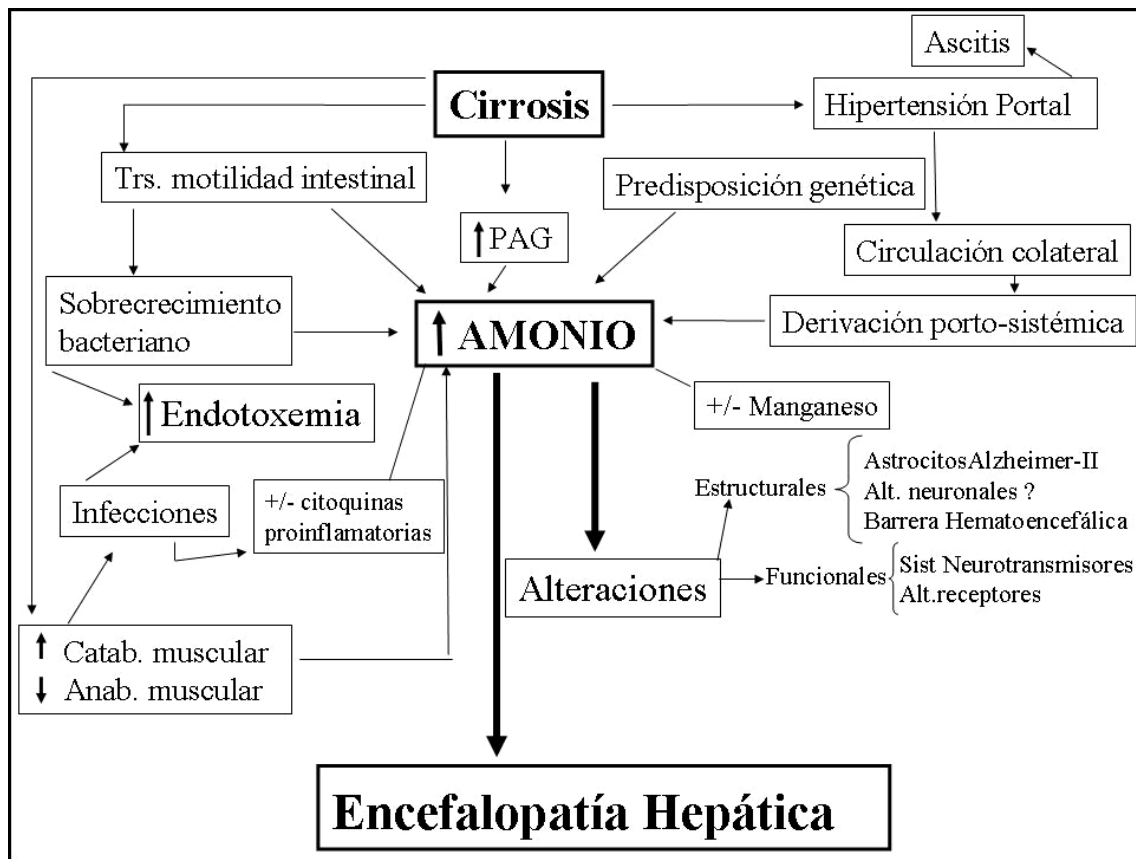 Ascitis
Cirrosis
Hipertensión Portal
Trs. motilidad intestinal
Predisposición genética
PAG
Circulación colateral
Sobrecrecimiento
bacteriano
AMONIO
Derivación porto-sistémica
Endotoxemia
+/- Manganeso
Infecciones
+/- citoquinas
proinflamatorias
Estructurales
AstrocitosAlzheimer-II
Alt. neuronales ?
Barrera Hematoencefálica
Alteraciones
Funcionales
Sist Neurotransmisores
Alt.receptores
Catab. muscular
Anab. muscular
Encefalopatía Hepática